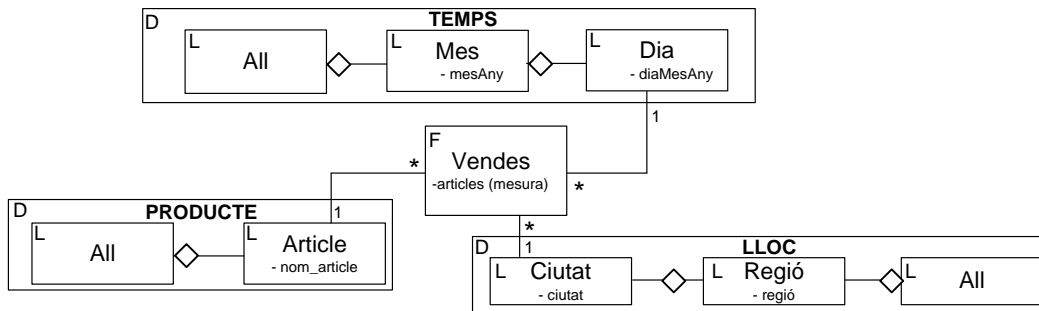 D TEMPS
L All
L Mes
- mesAny
L Dia
- diaMesAny
1
F
Vendes
-articles (mesura)
*
*
*
D PRODUCTE
1
L All
L Article
- nom_article
D 1 LLOC
L Ciutat
- ciutat
L Regió
- regió
L All